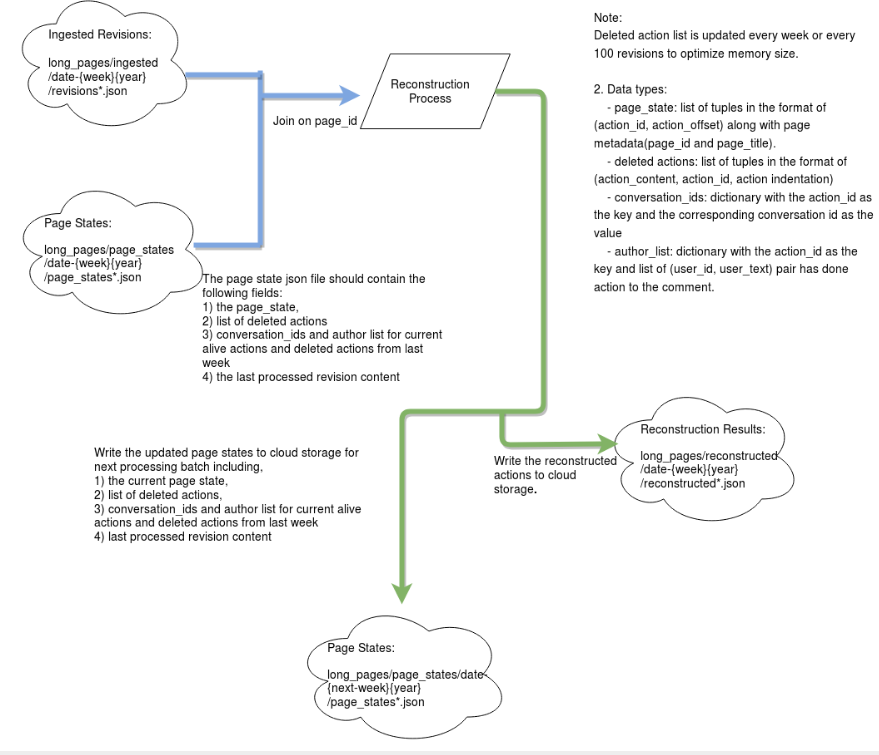 Ingested Revisions:
long_pages/ingested
/date-{week}{year}
/revisions*.json
Reconstruction
Process
Join on page_id
Note:
Deleted action list is updated every week or every
100 revisions to optimize memory size.
2. Data types:
- page_state: list of tuples in the format of
(action_id, action_offset) along with page
metadata(page_id and page_title).
- deleted actions: list of tuples in the format of
(action_content, action_id, action indentation)
- conversation_ids: dictionary with the action_id as
the key and the corresponding conversation id as the
value
- author_list: dictionary with the action_id as the
key and list of (user_id, user_text) pair has done
action to the comment.
Page States:
long_pages/page_states
/date-{week}{year}
/page_states*.json
The page state json file should contain the
following fields:
1) the page_state,
2) list of deleted actions
3) conversation_ids and author list for current
alive actions and deleted actions from last
week
4) the last processed revision content
Write the updated page states to cloud storage for
next processing batch including,
1) the current page state,
2) list of deleted actions,
3) conversation_ids and author list for current alive
actions and deleted actions from last week
4) last processed revision content
Write the reconstructed
actions to cloud
storage.
Reconstruction Results:
long_pages/reconstructed
/date-{week}{year}
/reconstructed*.json
Page States:
long_pages/page_states/date-
{next-week}{year}
/page_states*.json